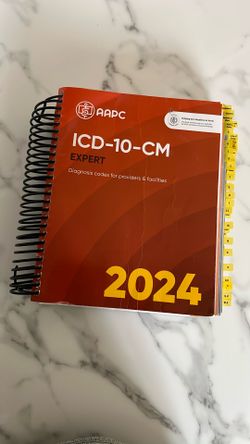 AAPC
ICD-10-CM
EXPERT
Diagnosis codes for providers & facilities
2024